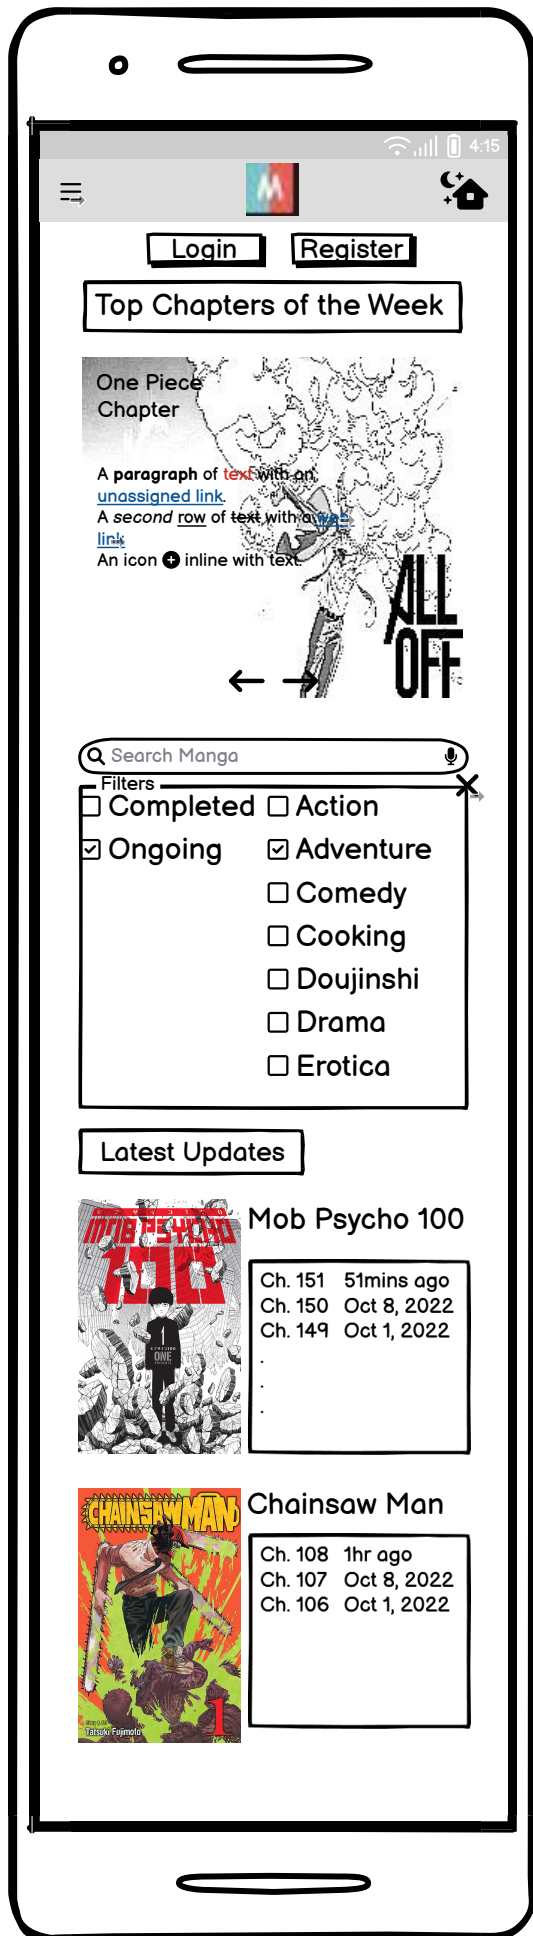 4:15
M
Login Register
Top Chapters of the Week
One Piece
Chapter
A paragraph of text with an
unassigned link.
A second row of text with a web
link
An icon inline with text.
ALL
OFF
Search Manga
Filters
Completed Action
Ongoing Adventure
Comedy
Cooking
Doujinshi
Drama
Erotica
Latest Updates
MOB PSYCHO
100
1
ONE
Mob Psycho 100
Ch. 151 51mins ago
Ch. 150 Oct 8, 2022
Ch. 149 Oct 1, 2022
.
.
.
CHAINSAW MAN
1
Tatsuki Fujimoto
Chainsaw Man
Ch. 108 1hr ago
Ch. 107 Oct 8, 2022
Ch. 106 Oct 1, 2022